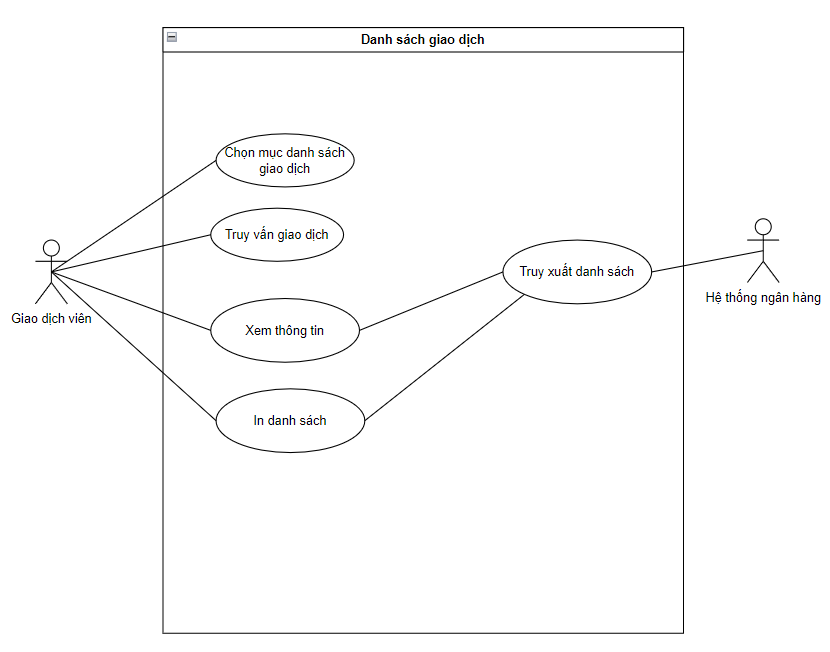 Danh sách giao dịch
Chọn mục danh sách
giao dịch
Truy vấn giao dịch
Truy xuất danh sách
Hệ thống ngân hàng
Giao dịch viên
Xem thông tin
In danh sách